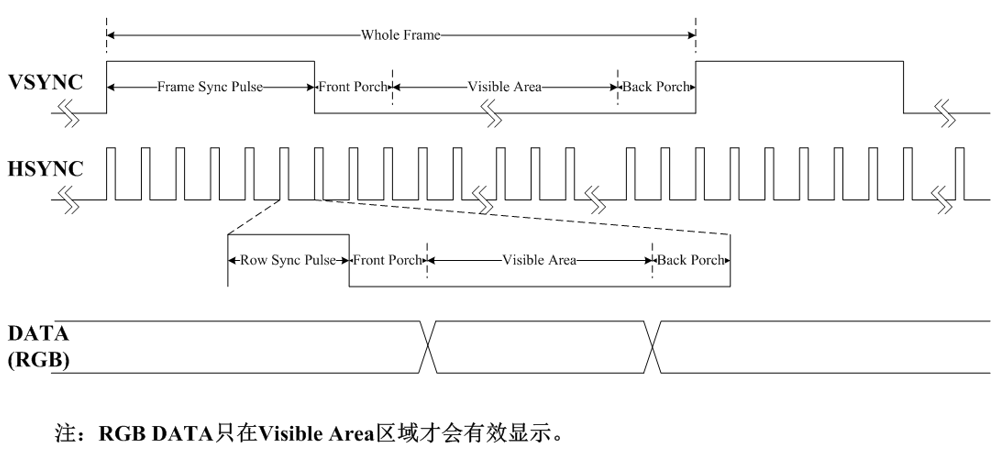 Whole Frame
VSYNC
Frame Sync Pulse
Front Porch
Visible Area
Back Porch
HSYNC
Row Sync Pulse
Front Porch
Visible Area
Back Porch
DATA
(RGB)
注：RGB DATA只在Visible Area区域才会有效显示。